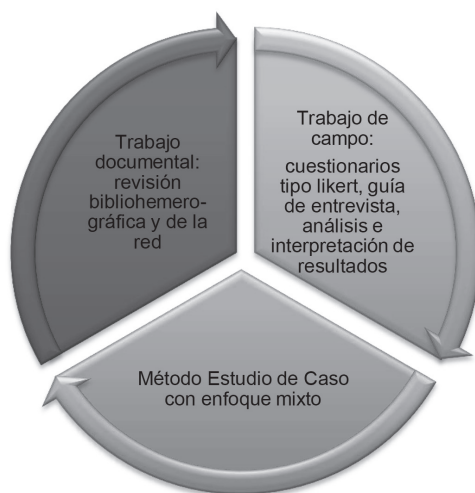 Trabajo
documental:
revisión
bibliohemero-
gráfica y de la
red
Trabajo de
campo:
cuestionarios
tipo likert, guía
de entrevista,
análisis e
interpretación de
resultados
Método Estudio de Caso
con enfoque mixto